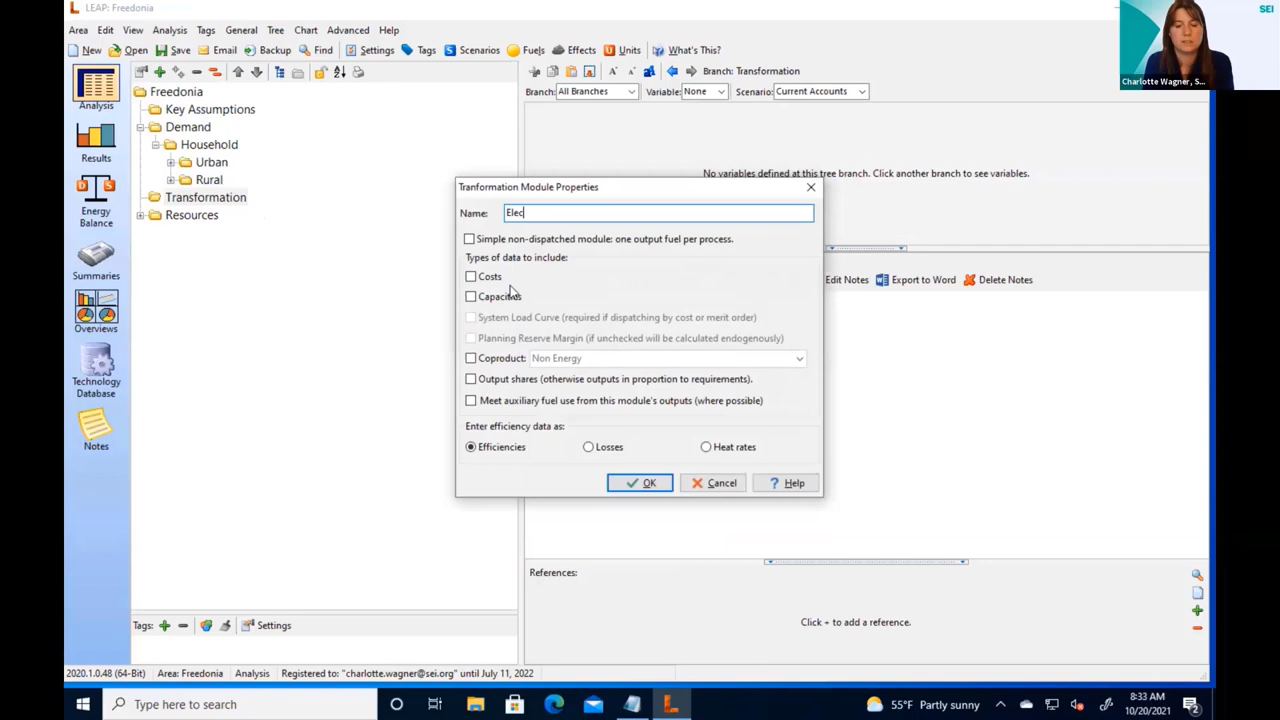 LEAP: Freedonia
SEI
Area Edit View Analysis Tags General Tree Chart Advanced Help
New Open Save Email Backup Find Settings Tags Scenarios Fuels Effects Units What's This?
Charlotte Wagner, S...
Branch: Transformation
Branch: All Branches Variable: None Scenario: Current Accounts
Analysis
Results
Energy
Balance
Summaries
Overviews
Technology
Database
Notes
Freedonia
Key Assumptions
Demand
Household
Urban
Rural
Transformation
Resources
No variables defined at this tree branch. Click another branch to see variables.
Tranformation Module Properties
Name: Elec
Simple non-dispatched module: one output fuel per process.
Types of data to include:
Costs
Capacities
System Load Curve (required if dispatching by cost or merit order)
Planning Reserve Margin (if unchecked will be calculated endogenously)
Coproduct: Non Energy
Output shares (otherwise outputs in proportion to requirements).
Meet auxiliary fuel use from this module's outputs (where possible)
Enter efficiency data as:
Efficiencies Losses Heat rates
OK Cancel Help
Edit Notes Export to Word Delete Notes
References:
Click + to add a reference.
Tags: Settings
2020.1.0.48 (64-Bit) Area: Freedonia Analysis Registered to: "charlotte.wagner@sei.org" until July 11, 2022
Type here to search
55°F Partly sunny
8:33 AM
10/20/2021
2